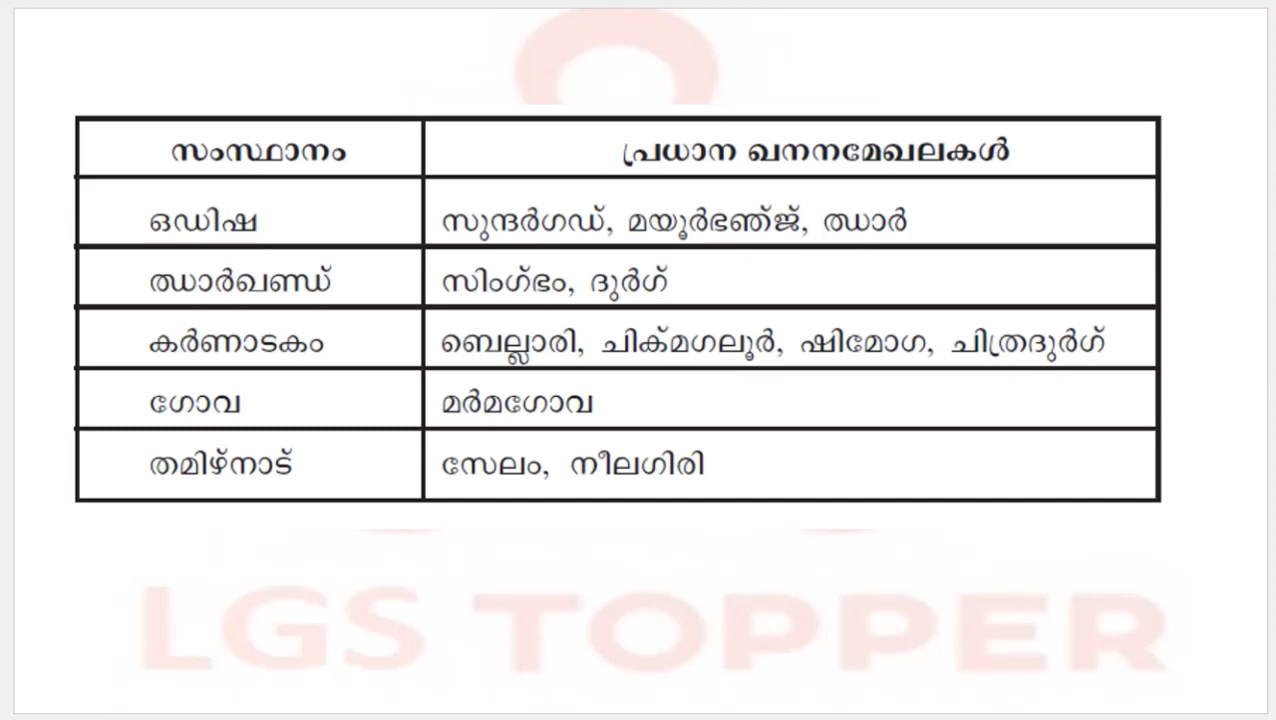 സംസ്ഥാനം പ്രധാന ഖനനമേഖലകൾ
ഒഡിഷ സുന്ദർഗഡ്, മയൂർഭഞ്ജ്, ഝാർ
ഝാർഖണ്ഡ് സിംഗ്ഭം, ദുർഗ്
കർണാടകം ബെല്ലാരി, ചിക്മഗലൂർ, ഷിമോഗ, ചിത്രദുർഗ്
ഗോവ മർമഗോവ
തമിഴ്നാട് സേലം, നീലഗിരി
LGS TOPPER